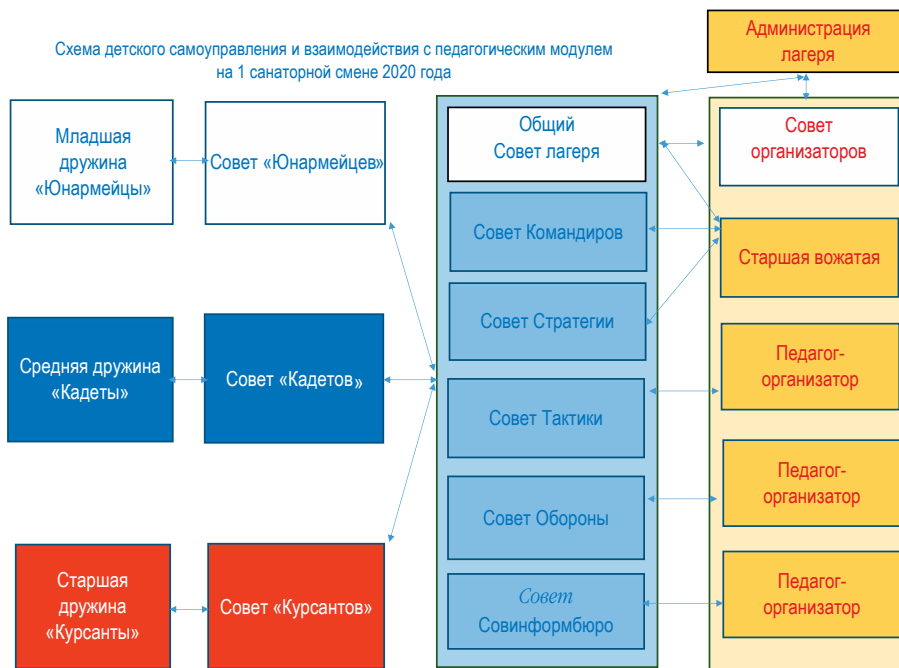 Схема детского самоуправления и взаимодействия с педагогическим модулем
на 1 санаторной смене 2020 года
Администрация
лагеря
Младшая
дружина
«Юнармейцы»
Совет «Юнармейцев»
Общий
Совет лагеря
Совет
организаторов
Совет Командиров
Старшая вожатая
Совет Стратегии
Средняя дружина
«Кадеты»
Совет «Кадетов»
Совет Тактики
Педагог-
организатор
Совет Обороны
Педагог-
организатор
Старшая
дружина
«Курсанты»
Совет «Курсантов»
Совет
Совинформбюро
Педагог-
организатор